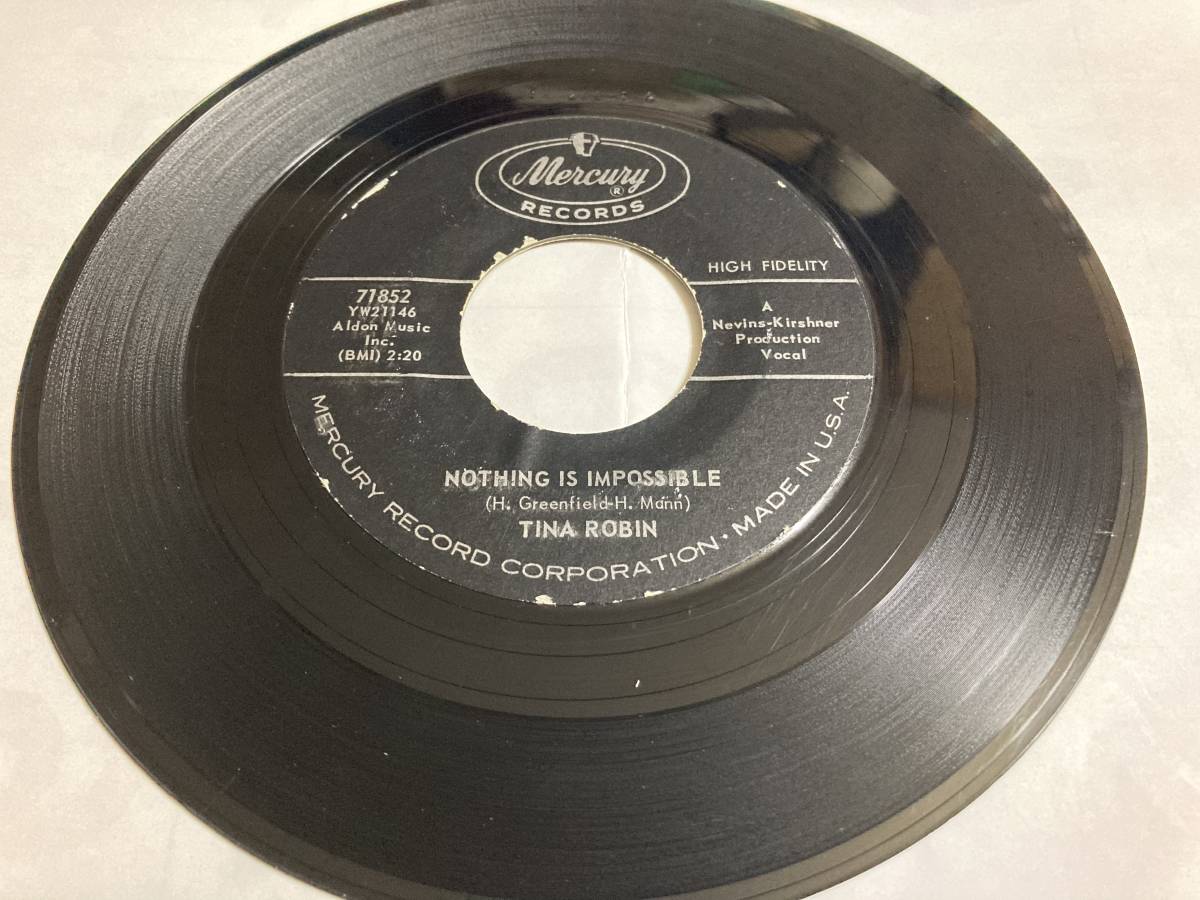 Mercury ®
RECORDS
HIGH FIDELITY
71852
YW21146
Aldon Music
Inc.
(BMI) 2:20
A
Nevins-Kirshner
Production
Vocal
NOTHING IS IMPOSSIBLE
(H. Greenfield-H. Mann)
TINA ROBIN
MERCURY RECORD CORPORATION • MADE IN U.S.A.